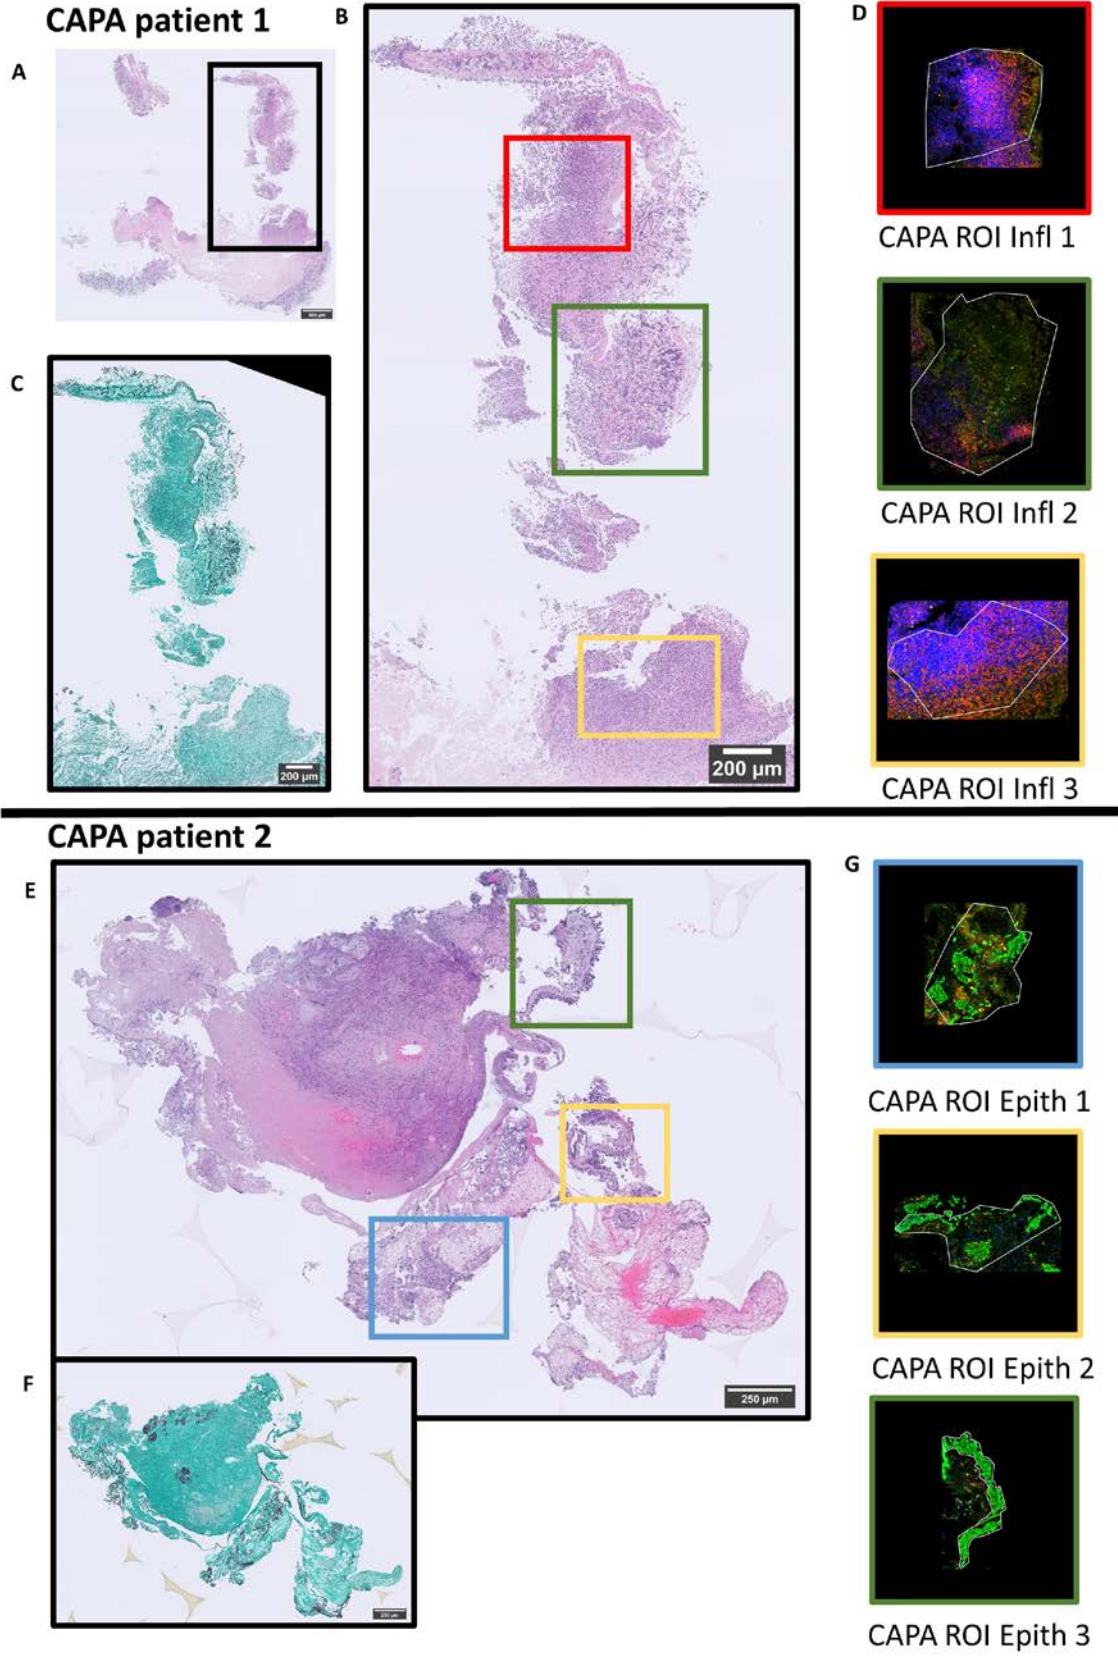 CAPA patient 1
A
B
C
D
200 µm
200 µm
CAPA ROI Infl 1
CAPA ROI Infl 2
CAPA ROI Infl 3
CAPA patient 2
E
F
G
250 µm
CAPA ROI Epith 1
CAPA ROI Epith 2
CAPA ROI Epith 3